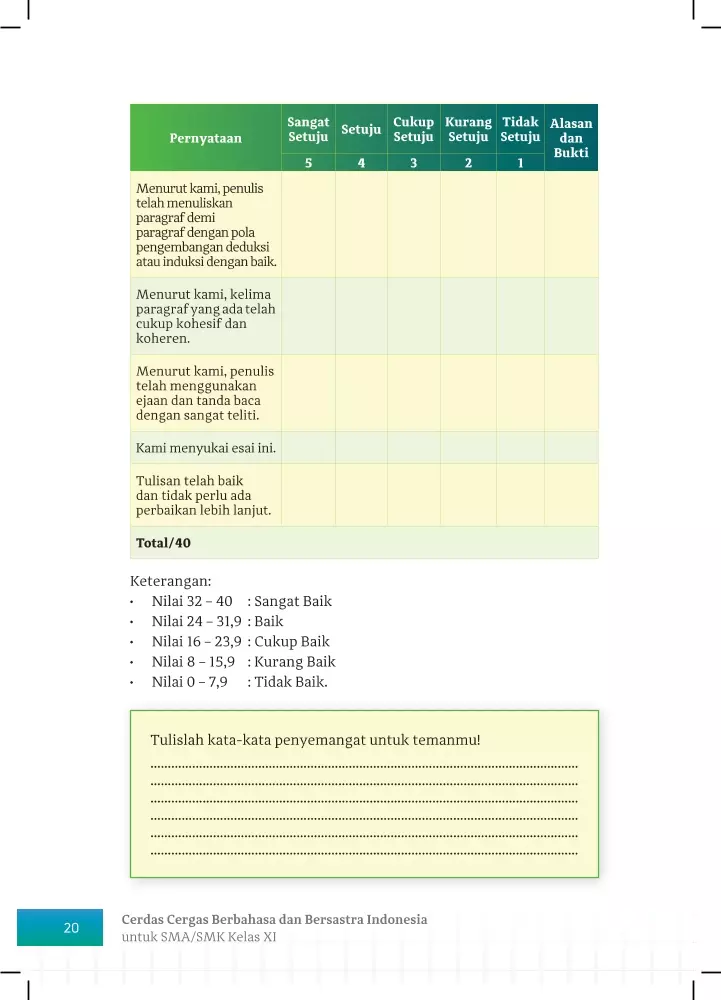 Pernyataan
Sangat Setuju
Setuju
Cukup Setuju
Kurang Setuju
Tidak Setuju
Alasan dan Bukti
5 4 3 2 1
Menurut kami, penulis
telah menuliskan
paragraf demi
paragraf dengan pola
pengembangan deduksi
atau induksi dengan baik.
Menurut kami, kelima
paragraf yang ada telah
cukup kohesif dan
koheren.
Menurut kami, penulis
telah menggunakan
ejaan dan tanda baca
dengan sangat teliti.
Kami menyukai esai ini.
Tulisan telah baik
dan tidak perlu ada
perbaikan lebih lanjut.
Total/40
Keterangan:
• Nilai 32 – 40 : Sangat Baik
• Nilai 24 – 31,9 : Baik
• Nilai 16 – 23,9 : Cukup Baik
• Nilai 8 – 15,9 : Kurang Baik
• Nilai 0 – 7,9 : Tidak Baik.
Tulislah kata-kata penyemangat untuk temanmu!
20
Cerdas Cergas Berbahasa dan Bersastra Indonesia
untuk SMA/SMK Kelas XI